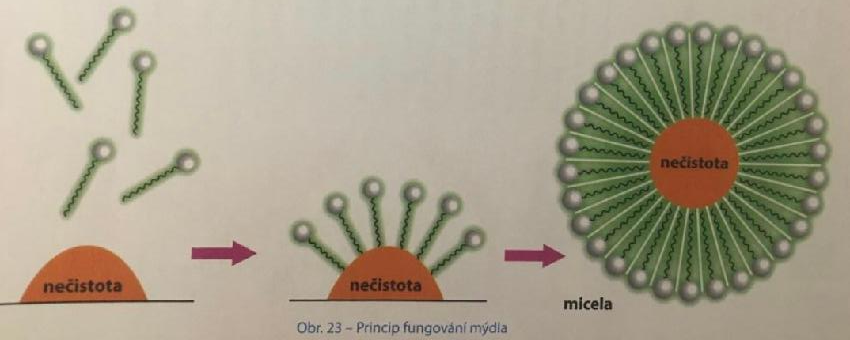 nečistota
nečistota
nečistota
micela
Obr. 23 – Princip fungování mýdla